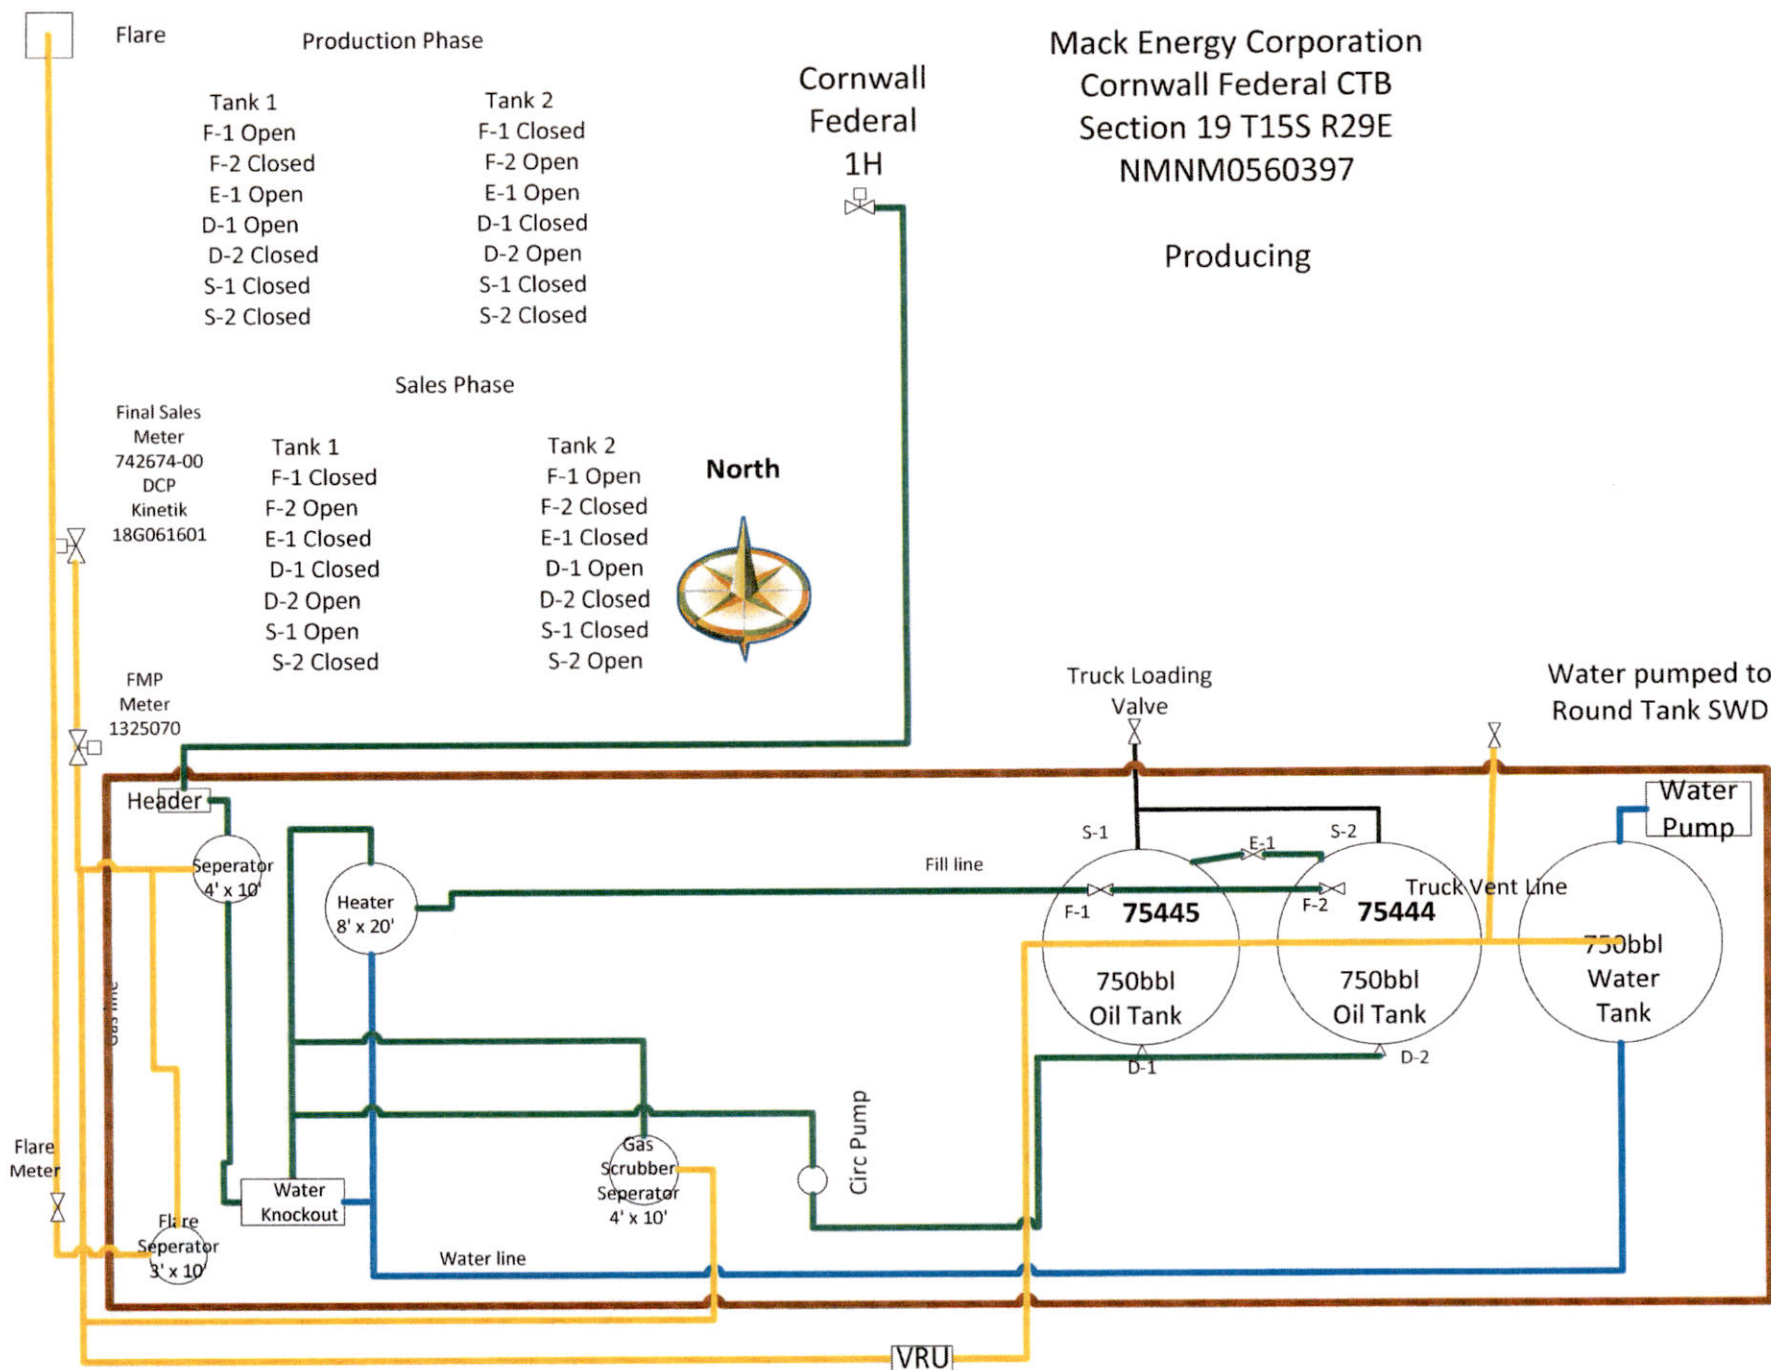 Flare
Production Phase
Tank 1
F-1 Open
F-2 Closed
E-1 Open
D-1 Open
D-2 Closed
S-1 Closed
S-2 Closed
Tank 2
F-1 Closed
F-2 Open
E-1 Open
D-1 Closed
D-2 Open
S-1 Closed
S-2 Closed
Cornwall
Federal
1H
Mack Energy Corporation
Cornwall Federal CTB
Section 19 T15S R29E
NMNM0560397
Producing
Sales Phase
Tank 1
F-1 Closed
F-2 Open
E-1 Closed
D-1 Closed
D-2 Open
S-1 Open
S-2 Closed
Tank 2
F-1 Open
F-2 Closed
E-1 Closed
D-1 Open
D-2 Closed
S-1 Closed
S-2 Open
Final Sales
Meter
742674-00
DCP
Kinetik
18G061601
North
FMP
Meter
1325070
Truck Loading
Valve
Water pumped to
Round Tank SWD
Header
Seperator
4' x 10'
Heater
8' x 20'
Fill line
S-1
E-1
S-2
Water
Pump
F-1
75445
F-2
75444
Truck Vent Line
750bbl
Oil Tank
750bbl
Oil Tank
750bbl
Water
Tank
D-1
D-2
Gas line
Flare
Meter
Water
Knockout
Gas
Scrubber
Seperator
4' x 10'
Circ Pump
Flare
Seperator
3' x 10'
Water line
VRU